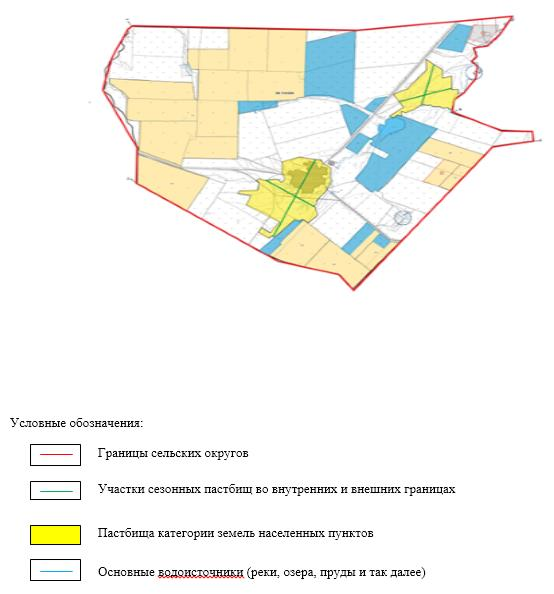 Условные обозначения:
Границы сельских округов
Участки сезонных пастбищ во внутренних и внешних границах
Пастбища категории земель населенных пунктов
Основные водоисточники (реки, озера, пруды и так далее)